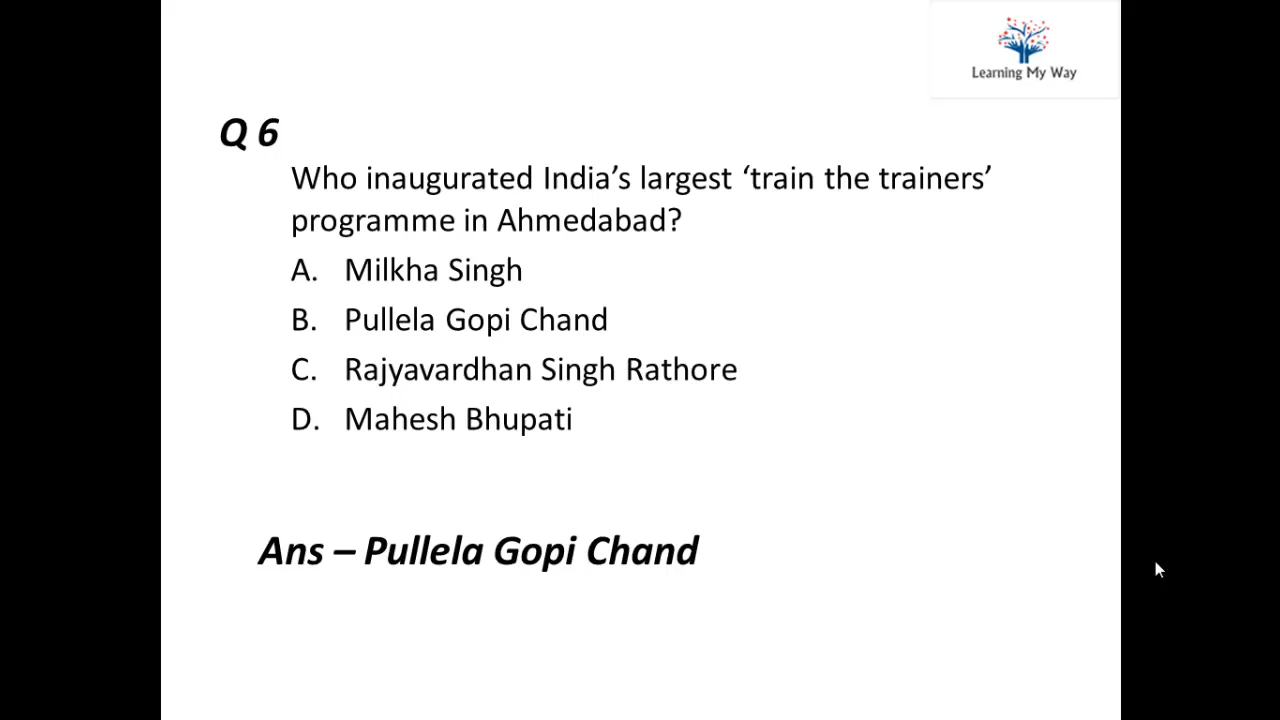 Learning My Way
Q 6
Who inaugurated India’s largest ‘train the trainers’
programme in Ahmedabad?
A. Milkha Singh
B. Pullela Gopi Chand
C. Rajyavardhan Singh Rathore
D. Mahesh Bhupati
Ans – Pullela Gopi Chand